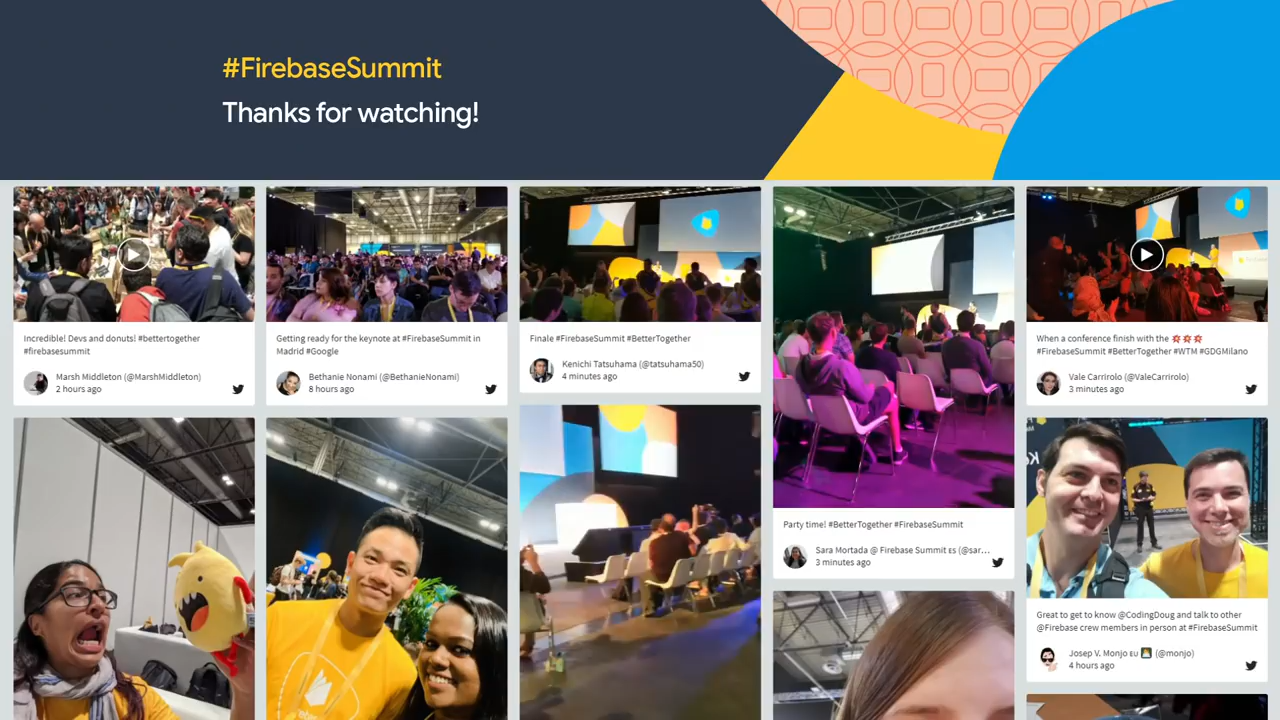 #FirebaseSummit
Thanks for watching!
Incredible! Devs and donuts! #bettertogether
#firebasesummit
Marsh Middleton (@MarshMiddleton)
2 hours ago
Getting ready for the keynote at #FirebaseSummit in
Madrid #Google
Bethanie Nonami (@BethanieNonami)
8 hours ago
Finale #FirebaseSummit #BetterTogether
Kenichi Tatsuhama (@tatsuhama50)
4 minutes ago
Party time! #BetterTogether #FirebaseSummit
Sara Mortada @ Firebase Summit ES (@sar...
3 minutes ago
When a conference finish with the 💥💥💥
#FirebaseSummit #BetterTogether #WTM #GDGMilano
Vale Carrirolo (@ValeCarrirolo)
3 minutes ago
Great to get to know @CodingDoug and talk to other
@Firebase crew members in person at #FirebaseSummit
Josep V. Monjo EU (@monjo)
4 hours ago